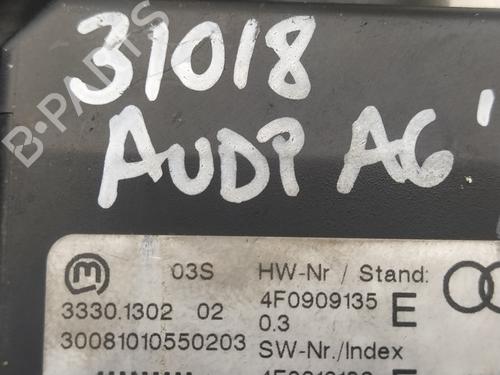 31018
AUDI A6 '
B-PARTS
m 03S HW-Nr / Stand:
3330.1302 02 4F0909135 E
0.3
30081010550203
SW-Nr./Index